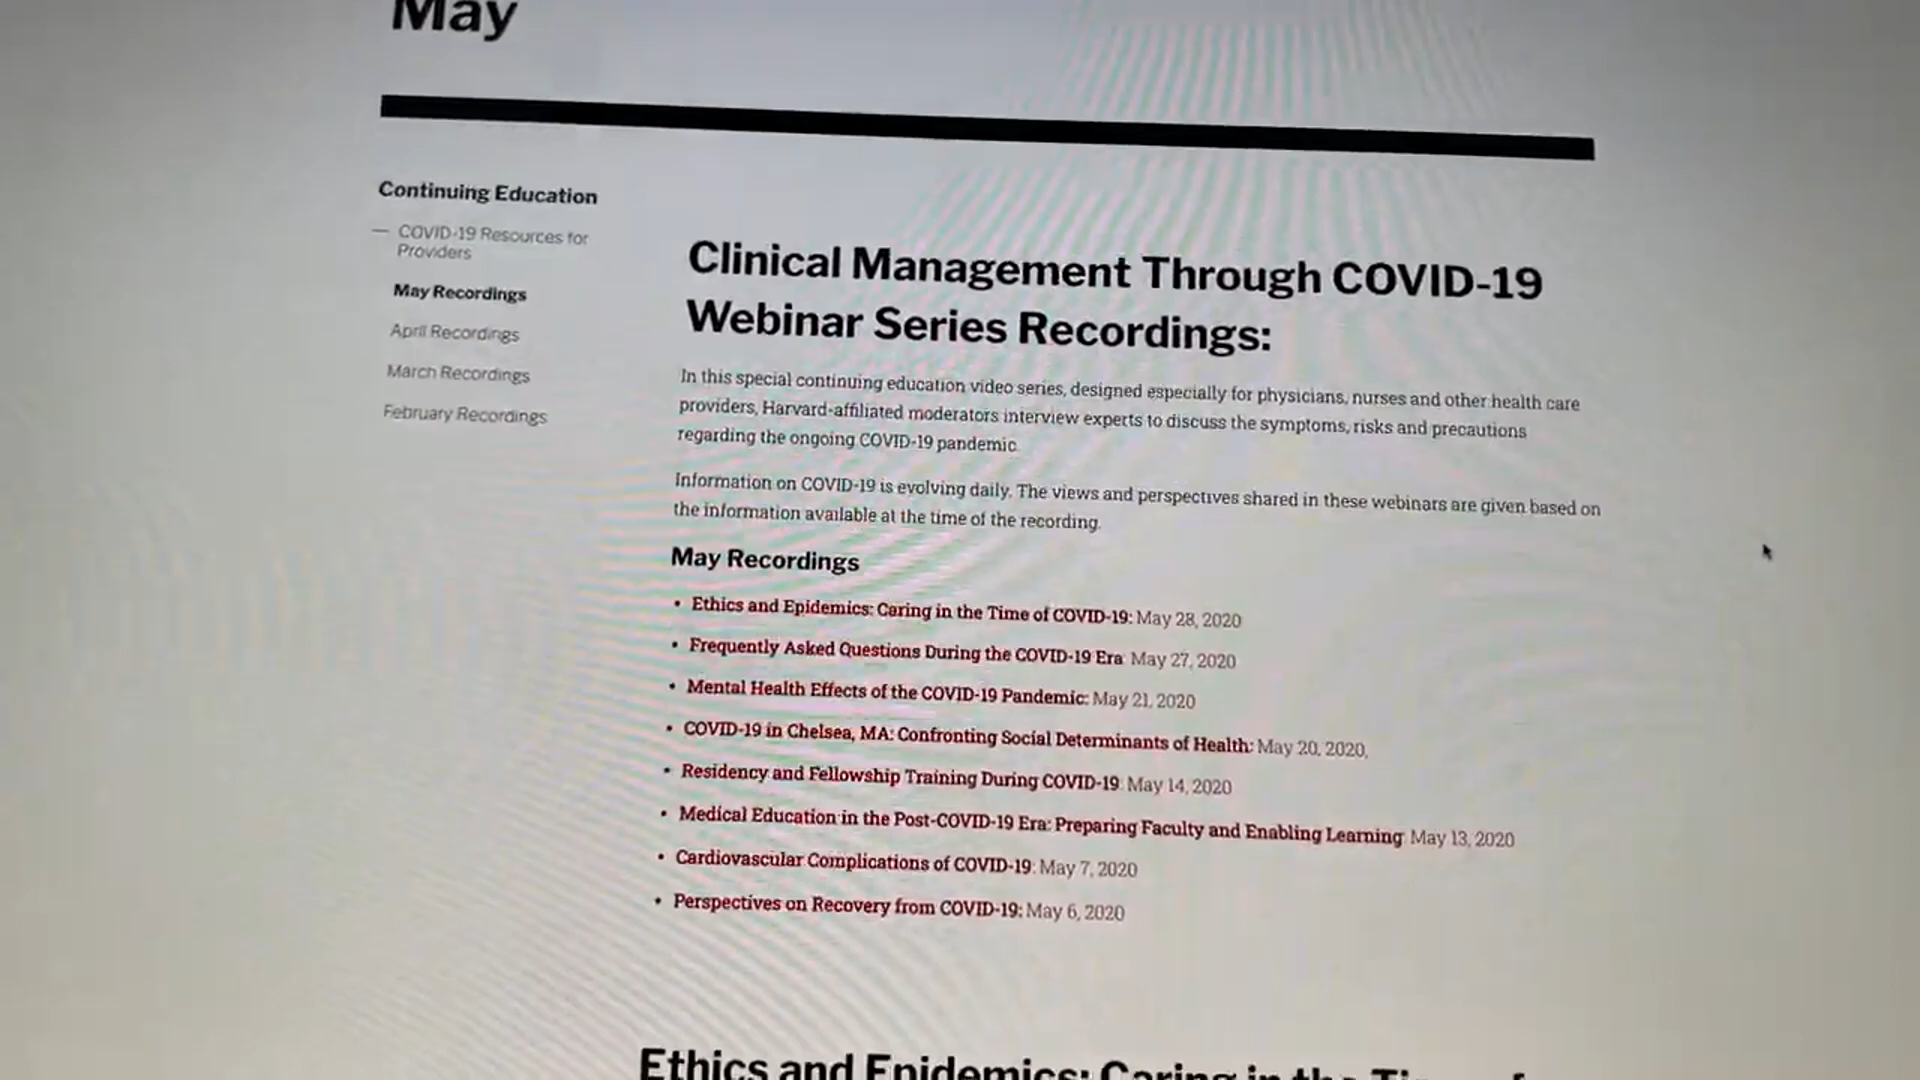 May
Continuing Education
— COVID-19 Resources for
Providers
May Recordings
April Recordings
March Recordings
February Recordings
Clinical Management Through COVID-19
Webinar Series Recordings:
In this special continuing education video series, designed especially for physicians, nurses and other health care
providers, Harvard-affiliated moderators interview experts to discuss the symptoms, risks and precautions
regarding the ongoing COVID-19 pandemic.
Information on COVID-19 is evolving daily. The views and perspectives shared in these webinars are given based on
the information available at the time of the recording.
May Recordings
• Ethics and Epidemics: Caring in the Time of COVID-19: May 28, 2020
• Frequently Asked Questions During the COVID-19 Era: May 27, 2020
• Mental Health Effects of the COVID-19 Pandemic: May 21, 2020
• COVID-19 in Chelsea, MA: Confronting Social Determinants of Health: May 20, 2020,
• Residency and Fellowship Training During COVID-19: May 14, 2020
• Medical Education in the Post-COVID-19 Era: Preparing Faculty and Enabling Learning: May 13, 2020
• Cardiovascular Complications of COVID-19: May 7, 2020
• Perspectives on Recovery from COVID-19: May 6, 2020
Ethics and Epidemics: Caring in the Time of